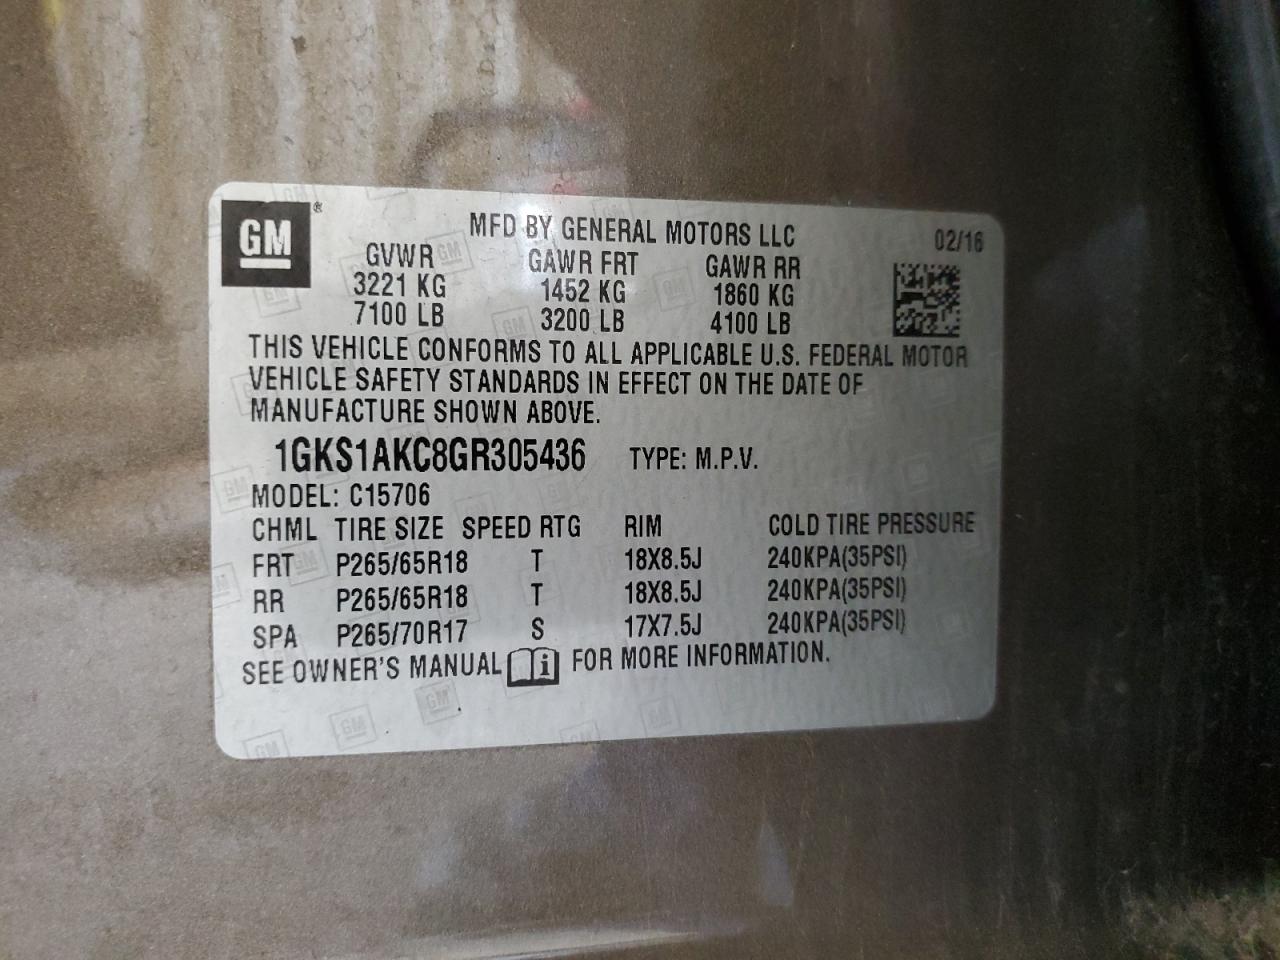 GM®
MFD BY GENERAL MOTORS LLC
02/16
GVWR GAWR FRT GAWR RR
3221 KG 1452 KG 1860 KG
7100 LB 3200 LB 4100 LB
THIS VEHICLE CONFORMS TO ALL APPLICABLE U.S. FEDERAL MOTOR
VEHICLE SAFETY STANDARDS IN EFFECT ON THE DATE OF
MANUFACTURE SHOWN ABOVE.
1GKS1AKC8GR305436 TYPE: M.P.V.
MODEL: C15706
CHML TIRE SIZE SPEED RTG RIM COLD TIRE PRESSURE
FRT P265/65R18 T 18X8.5J 240KPA(35PSI)
RR P265/65R18 T 18X8.5J 240KPA(35PSI)
SPA P265/70R17 S 17X7.5J 240KPA(35PSI)
SEE OWNER'S MANUAL i FOR MORE INFORMATION.